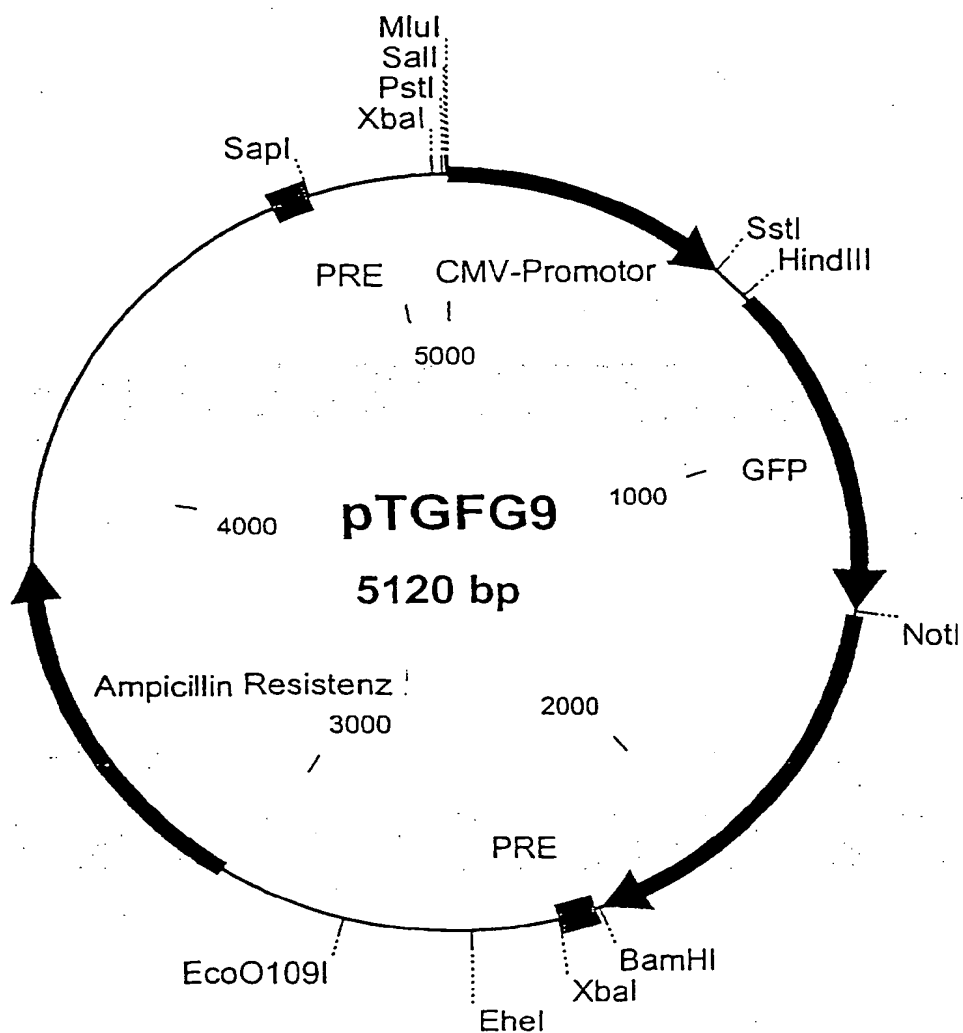 MluI
SalI
PstI
XbaI
SapI
SstI
HindIII
PRE
CMV-Promotor
5000
GFP
1000
4000
pTGFG9
5120 bp
NotI
Ampicillin Resistenz
2000
3000
PRE
BamHI
XbaI
EcoO109I
EheI